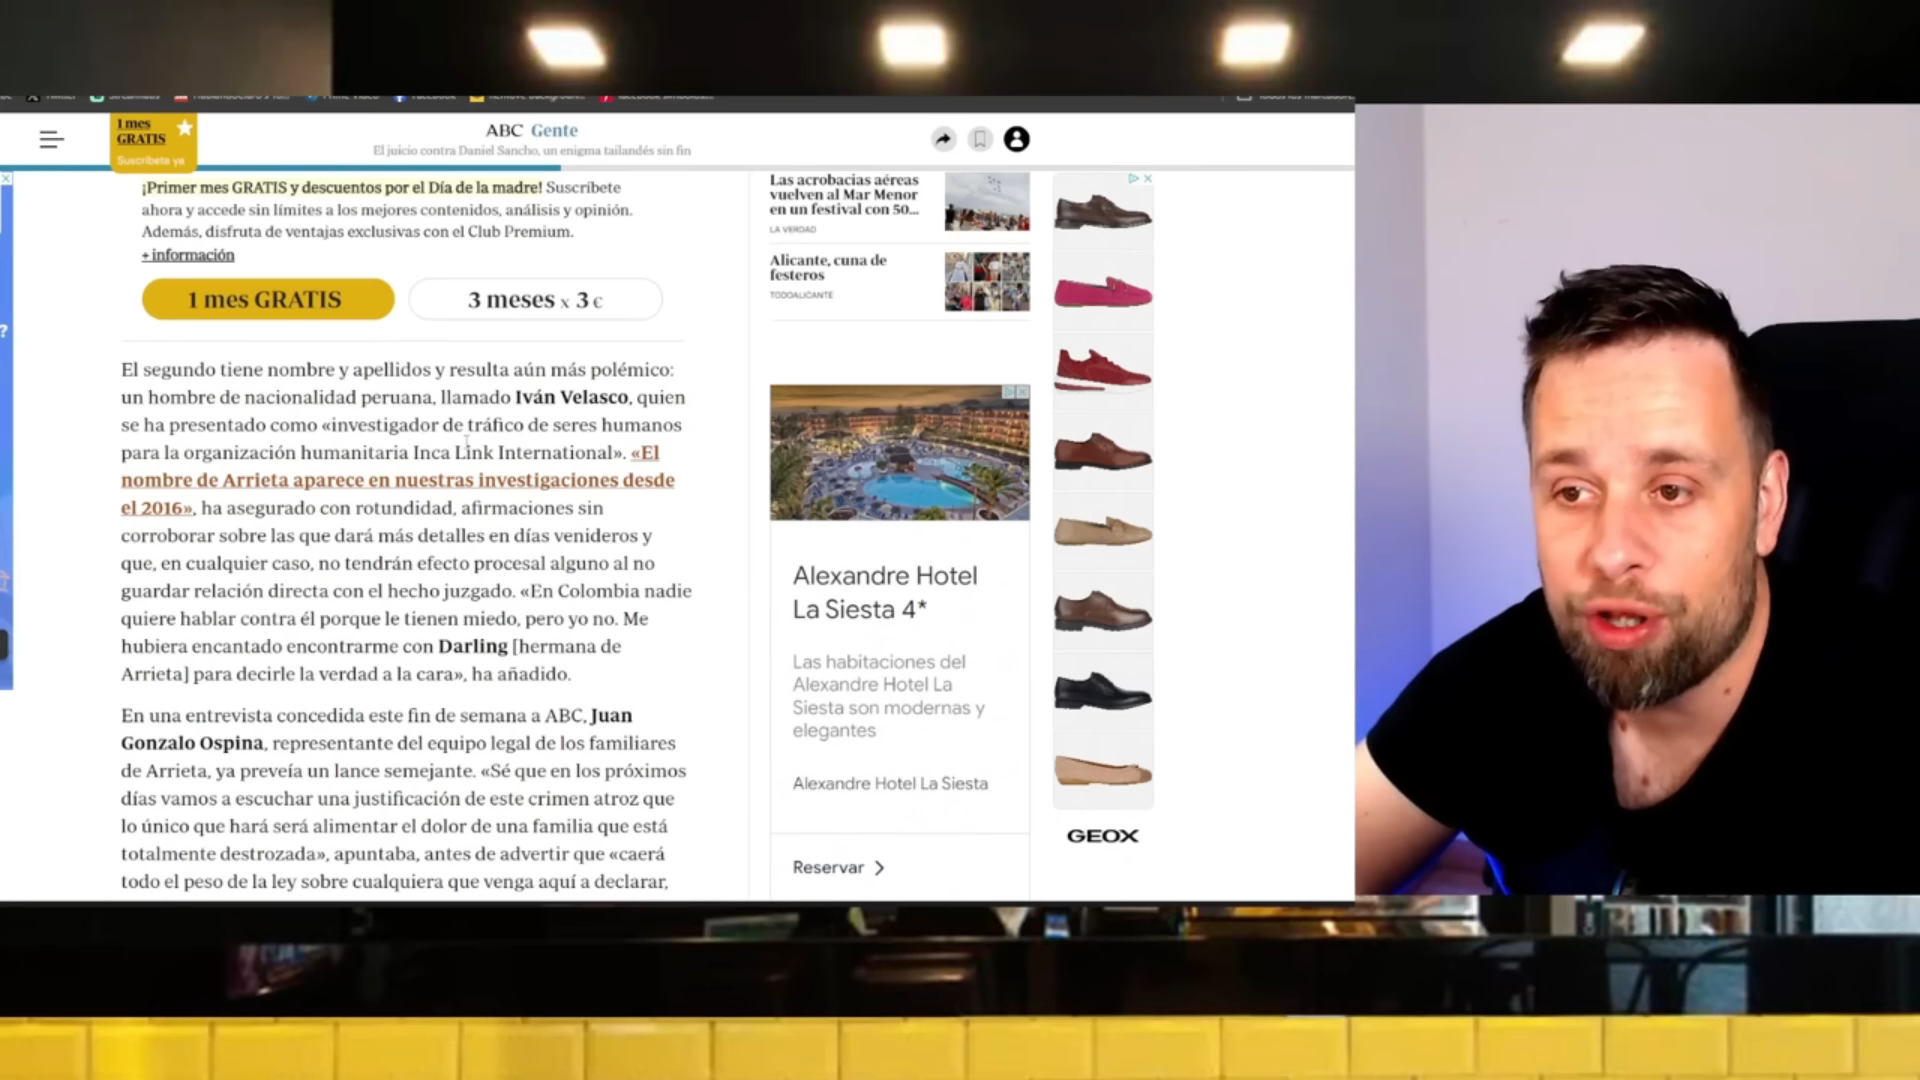 Twitter
Facebook
1 mes
GRATIS
Suscríbete ya
ABC Gente
El juicio contra Daniel Sancho, un enigma tailandés sin fin
¡Primer mes GRATIS y descuentos por el Día de la madre! Suscríbete
ahora y accede sin límites a los mejores contenidos, análisis y opinión.
Además, disfruta de ventajas exclusivas con el Club Premium.
+ información
1 mes GRATIS
3 meses x 3 €
El segundo tiene nombre y apellidos y resulta aún más polémico:
un hombre de nacionalidad peruana, llamado Iván Velasco, quien
se ha presentado como «investigador de tráfico de seres humanos
para la organización humanitaria Inca Link International». «El
nombre de Arrieta aparece en nuestras investigaciones desde
el 2016», ha asegurado con rotundidad, afirmaciones sin
corroborar sobre las que dará más detalles en días venideros y
que, en cualquier caso, no tendrán efecto procesal alguno al no
guardar relación directa con el hecho juzgado. «En Colombia nadie
quiere hablar contra él porque le tienen miedo, pero yo no. Me
hubiera encantado encontrarme con Darling [hermana de
Arrieta] para decirle la verdad a la cara», ha añadido.
En una entrevista concedida este fin de semana a ABC, Juan
Gonzalo Ospina, representante del equipo legal de los familiares
de Arrieta, ya preveía un lance semejante. «Sé que en los próximos
días vamos a escuchar una justificación de este crimen atroz que
lo único que hará será alimentar el dolor de una familia que está
totalmente destrozada», apuntaba, antes de advertir que «caerá
todo el peso de la ley sobre cualquiera que venga aquí a declarar,
Las acrobacias aéreas
vuelven al Mar Menor
en un festival con 50...
LA VERDAD
Alicante, cuna de
festeros
TODOALICANTE
Alexandre Hotel
La Siesta 4*
Las habitaciones del
Alexandre Hotel La
Siesta son modernas y
elegantes
Alexandre Hotel La Siesta
Reservar
GEOX
?